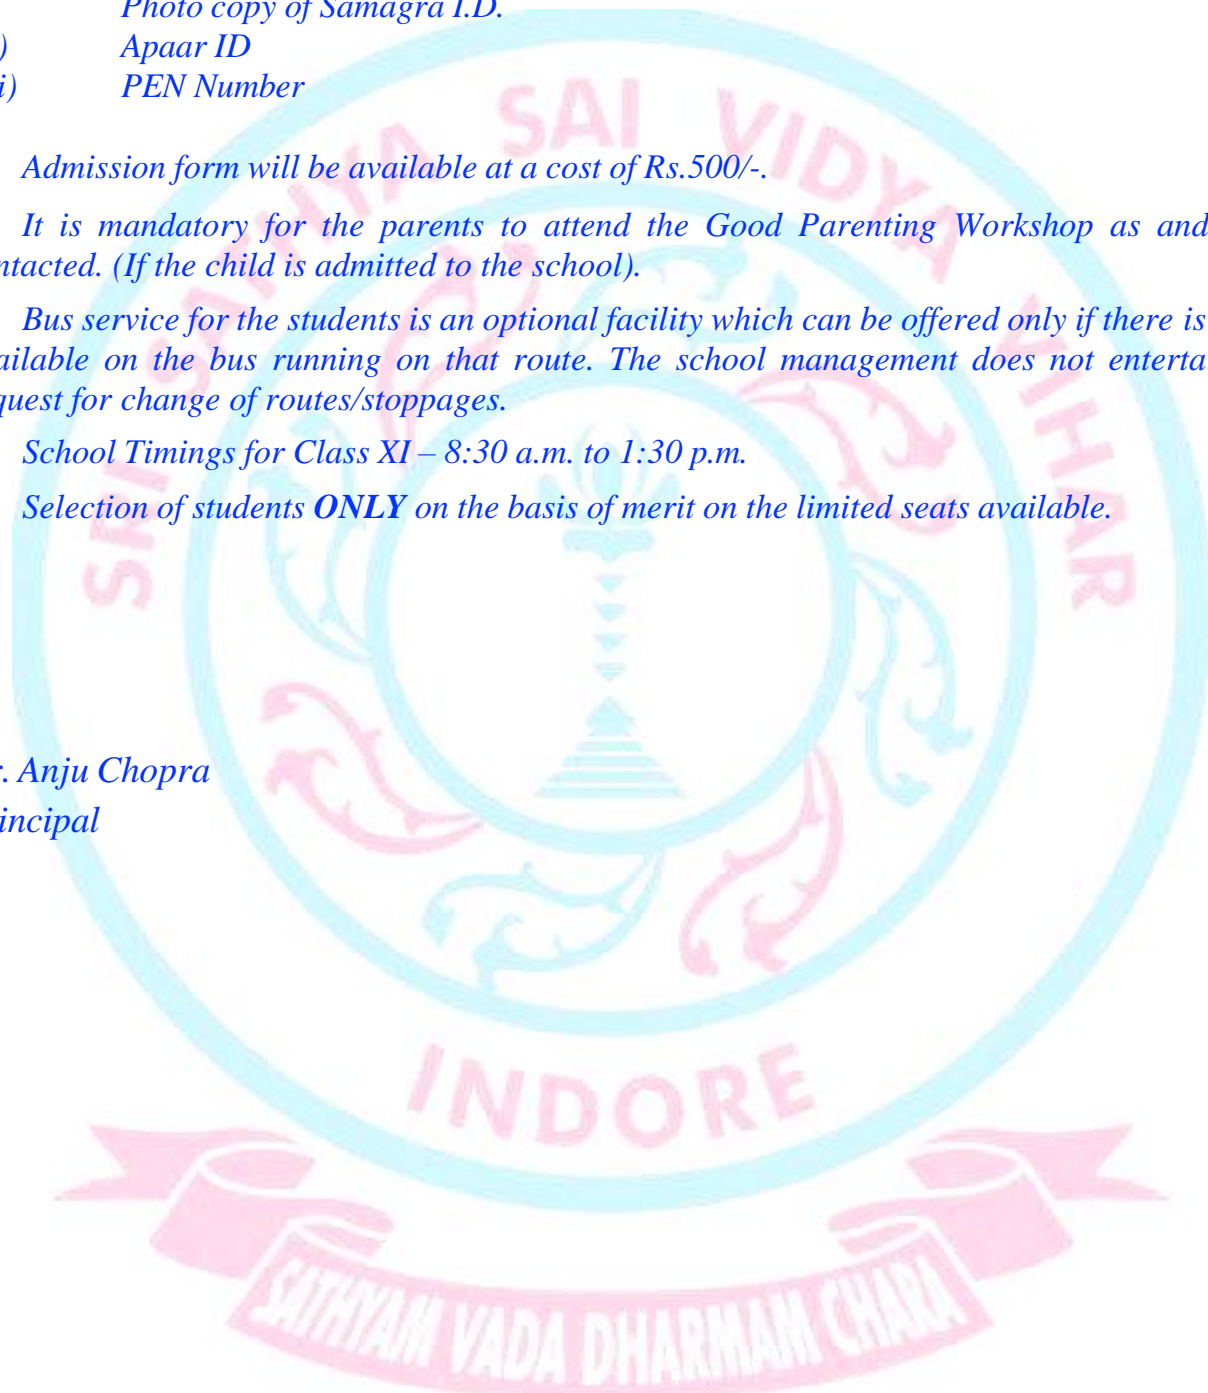 Photo copy of Samagra I.D.
) Apaar ID
i) PEN Number
Admission form will be available at a cost of Rs.500/-.
It is mandatory for the parents to attend the Good Parenting Workshop as and
ntacted. (If the child is admitted to the school).
Bus service for the students is an optional facility which can be offered only if there is
ailable on the bus running on that route. The school management does not enterta
quest for change of routes/stoppages.
School Timings for Class XI – 8:30 a.m. to 1:30 p.m.
Selection of students ONLY on the basis of merit on the limited seats available.
r. Anju Chopra
incipal
SRI SATHYA SAI VIDYA VIHAR
INDORE
SATHYAM VADA DHARMAM CHARA